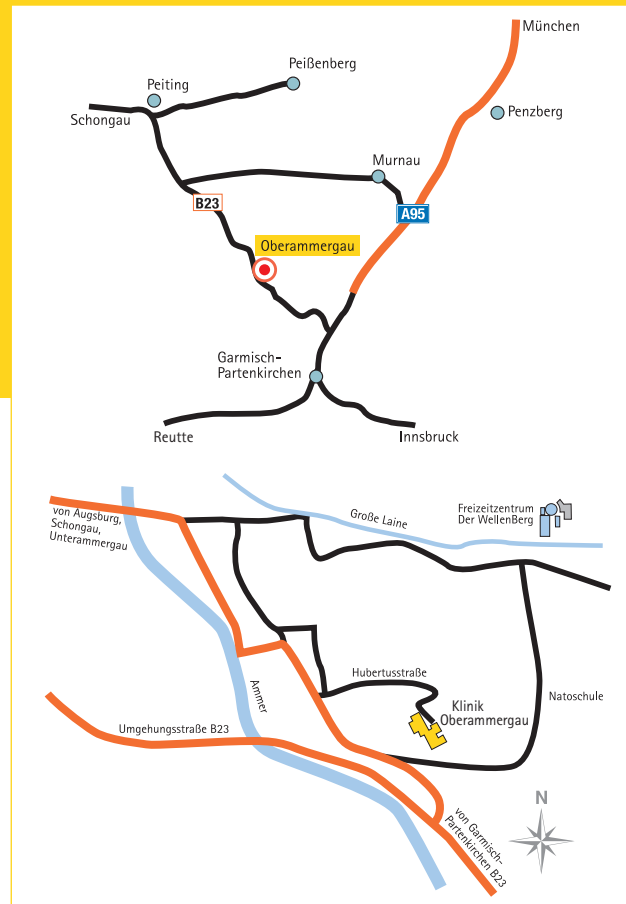 München
Peißenberg
Peiting
Penzberg
Schongau
Murnau
B23
A95
Oberammergau
Garmisch-
Partenkirchen
Reutte
Innsbruck
von Augsburg,
Schongau,
Unterammergau
Große Laine
Freizeitzentrum
Der WellenBerg
Hubertusstraße
Natoschule
Ammer
Klinik
Oberammergau
Umgehungsstraße B23
N
von Garmisch-
Partenkirchen B23